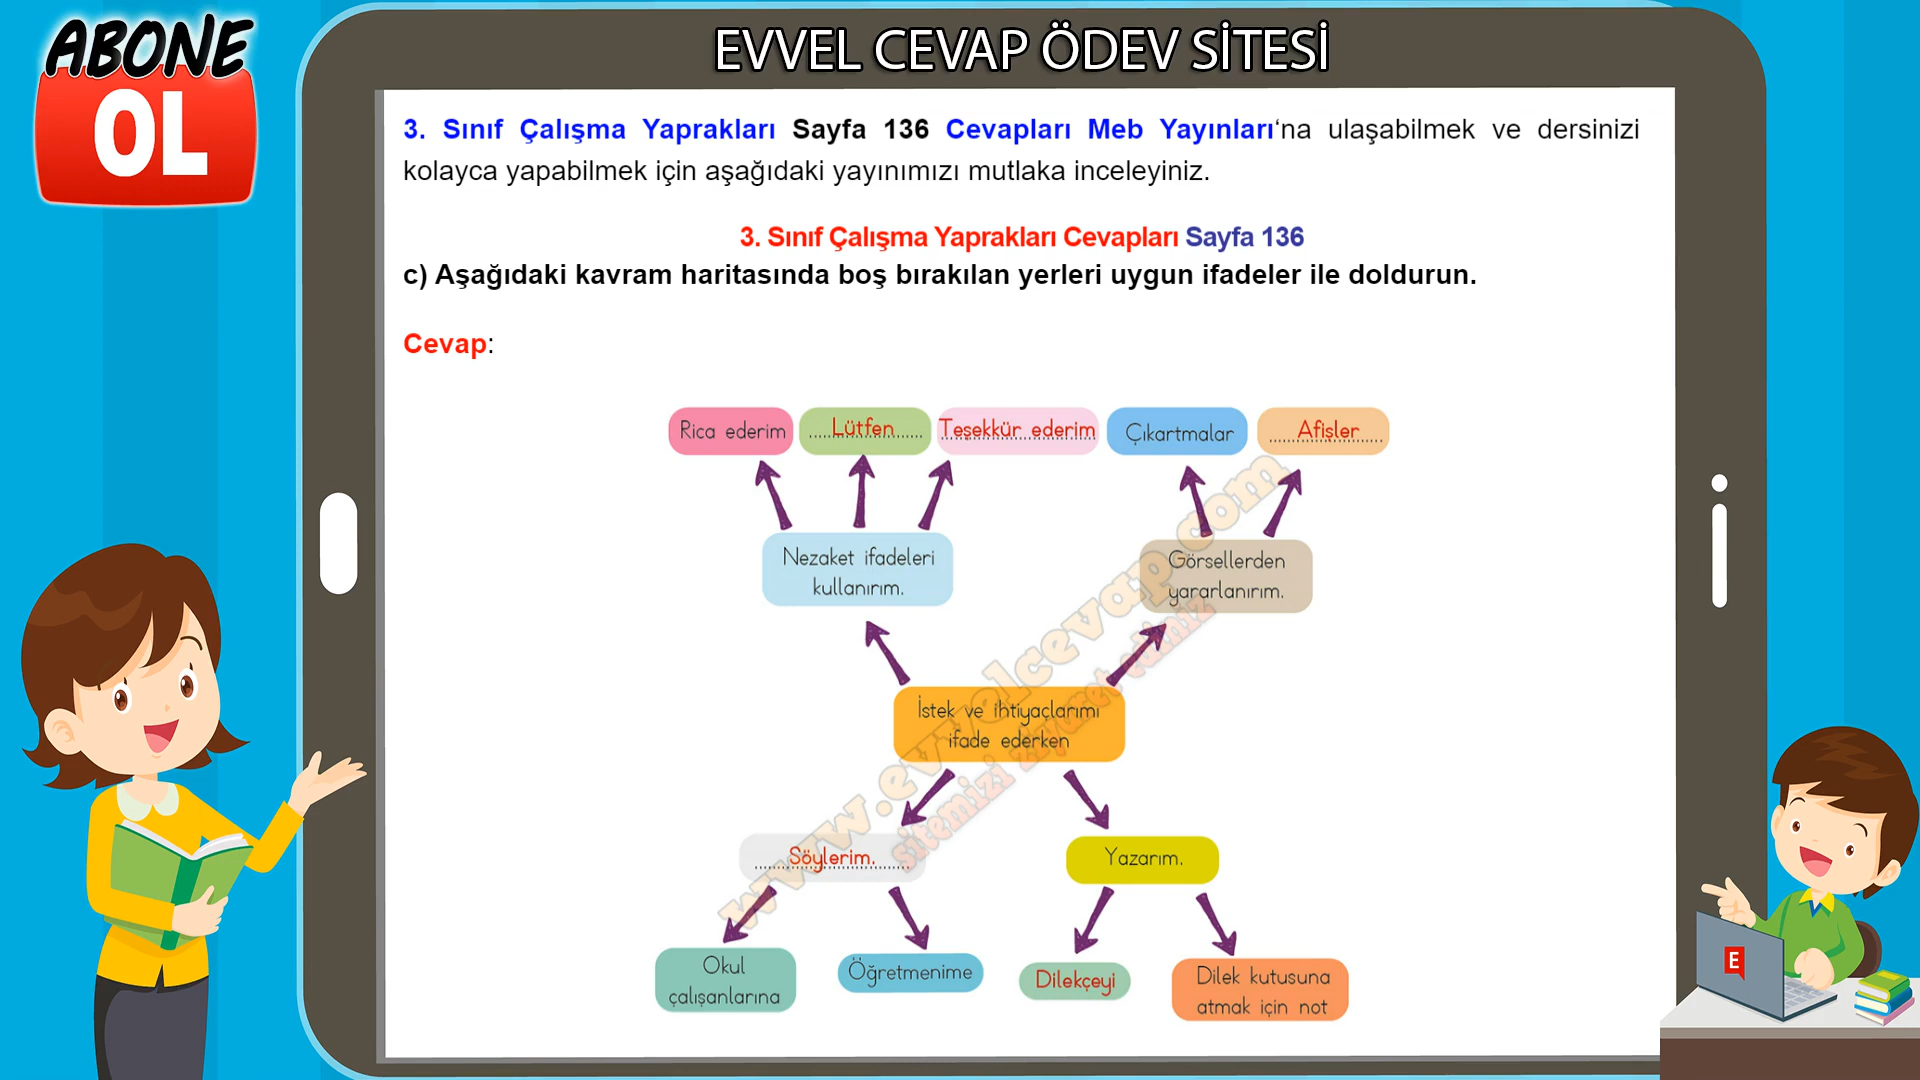 ABONE
OL
EVVEL CEVAP ÖDEV SİTESİ
3. Sınıf Çalışma Yaprakları Sayfa 136 Cevapları Meb Yayınları‘na ulaşabilmek ve dersinizi
kolayca yapabilmek için aşağıdaki yayınımızı mutlaka inceleyiniz.
3. Sınıf Çalışma Yaprakları Cevapları Sayfa 136
c) Aşağıdaki kavram haritasında boş bırakılan yerleri uygun ifadeler ile doldurun.
Cevap:
Rica ederim
Lütfen
Teşekkür ederim
Çıkartmalar
Afişler
Nezaket ifadeleri
kullanırım.
Görsellerden
yararlanırım.
İstek ve ihtiyaçlarımı
ifade ederken
Söylerim.
Yazarım.
Okul
çalışanlarına
Öğretmenime
Dilekçeyi
Dilek kutusuna
atmak için not
www.evvelcevap.com
sitemizi ziyaret ediniz
E